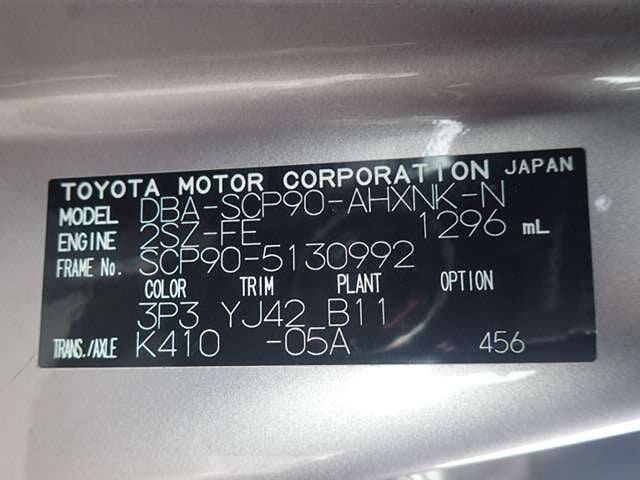 TOYOTA MOTOR CORPORATION JAPAN
MODEL DBA-SCP90-AHXNK-N
ENGINE 2SZ-FE 1296 mL
FRAME No. SCP90-5130992
COLOR TRIM PLANT OPTION
3P3 YJ42 B11
TRANS./AXLE K410 -05A 456